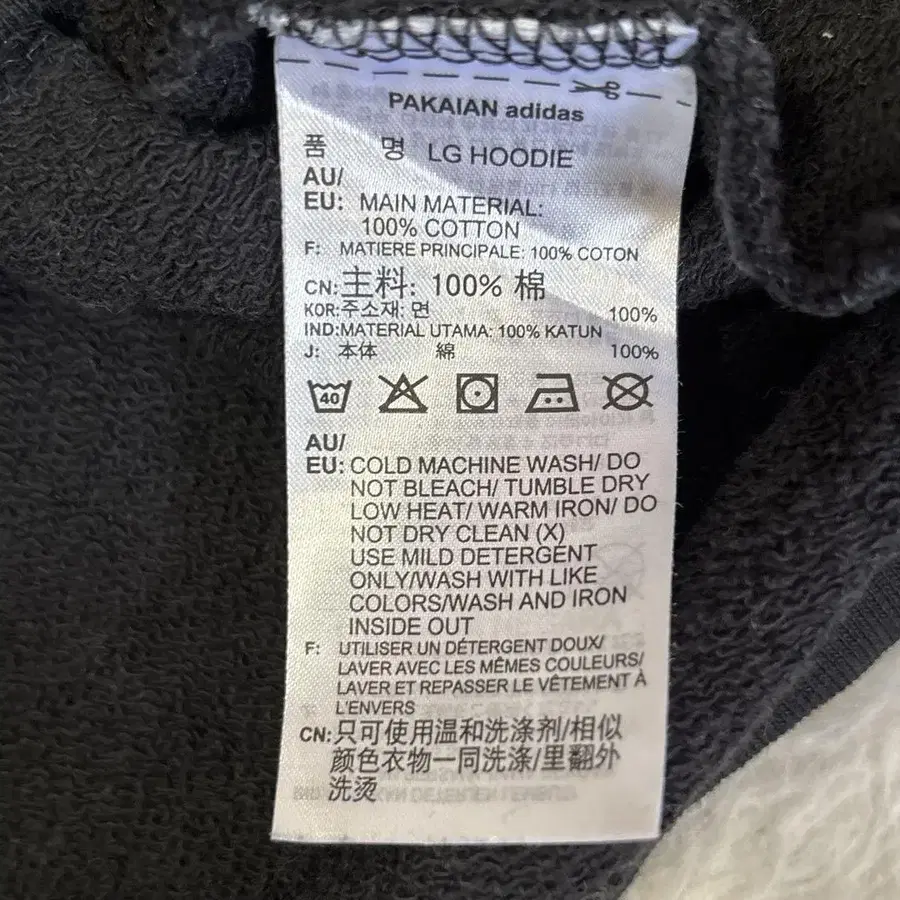 PAKAIAN adidas
품 명 LG HOODIE
AU/
EU: MAIN MATERIAL:
100% COTTON
F: MATIERE PRINCIPALE: 100% COTON
CN:主料: 100% 棉
KOR:주소재: 면 100%
IND:MATERIAL UTAMA: 100% KATUN
J: 本体 綿 100%
40
AU/
EU: COLD MACHINE WASH/ DO
NOT BLEACH/ TUMBLE DRY
LOW HEAT/ WARM IRON/ DO
NOT DRY CLEAN (X)
USE MILD DETERGENT
ONLY/WASH WITH LIKE
COLORS/WASH AND IRON
INSIDE OUT
F: UTILISER UN DÉTERGENT DOUX/
LAVER AVEC LES MÊMES COULEURS/
LAVER ET REPASSER LE VÊTEMENT À
L'ENVERS
CN:只可使用温和洗涤剂/相似
颜色衣物一同洗涤/里翻外
洗烫